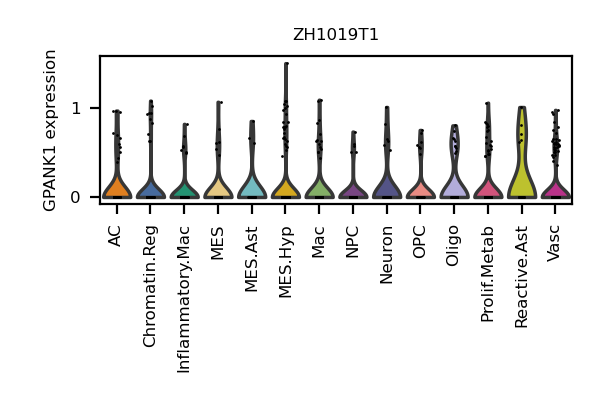 ZH1019T1
GPANK1 expression
1
0
AC
Chromatin.Reg
Inflammatory.Mac
MES
MES.Ast
MES.Hyp
Mac
NPC
Neuron
OPC
Oligo
Prolif.Metab
Reactive.Ast
Vasc